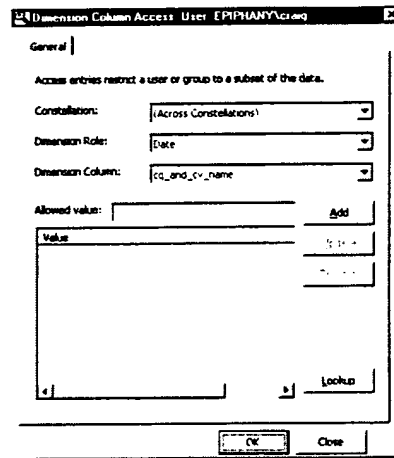 Dimension Column Access User EPIPHANY\craig
General
Access entries restrict a user or group to a subset of the data.
Constellation: (Across Constellations)
Dimension Role: Date
Dimension Column: cq_and_cy_name
Allowed value: Add
Value
Lookup
OK Close